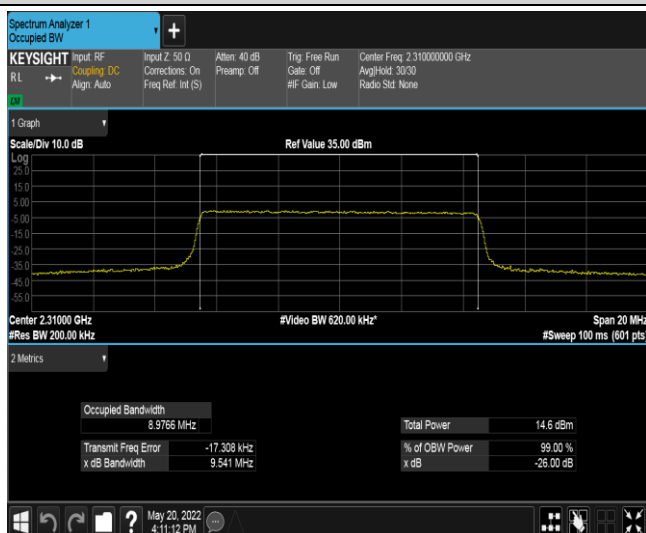 Spectrum Analyzer 1
Occupied BW
+
KEYSIGHT Input: RF Input Z: 50 Ω Atten: 40 dB Trig: Free Run Center Freq: 2.310000000 GHz
RL Coupling: DC Corrections: On Preamp: Off Gate: Off Avg|Hold: 30/30
Align: Auto Freq Ref: Int (S) #IF Gain: Low Radio Std: None
1 Graph
Scale/Div 10.0 dB Ref Value 35.00 dBm
Log
25.0
15.0
5.00
-5.00
-15.0
-25.0
-35.0
-45.0
-55.0
Center 2.31000 GHz #Video BW 620.00 kHz* Span 20 MHz
#Res BW 200.00 kHz #Sweep 100 ms (601 pts)
2 Metrics
Occupied Bandwidth
8.9766 MHz Total Power 14.6 dBm
Transmit Freq Error -17.308 kHz % of OBW Power 99.00 %
x dB Bandwidth 9.541 MHz x dB -26.00 dB
? May 20, 2022
4:11:12 PM